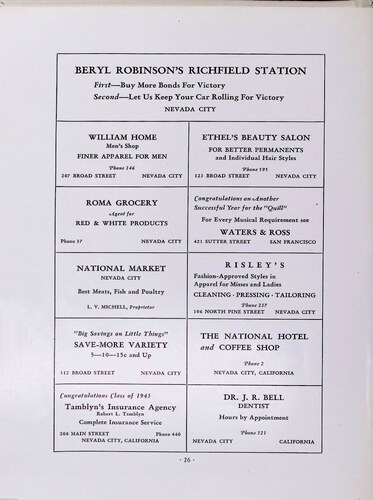 BERYL ROBINSON'S RICHFIELD STATION
First—Buy More Bonds For Victory
Second—Let Us Keep Your Car Rolling For Victory
NEVADA CITY
WILLIAM HOME
Men's Shop
FINER APPAREL FOR MEN
Phone 146
207 BROAD STREET NEVADA CITY
ETHEL'S BEAUTY SALON
FOR BETTER PERMANENTS
and Individual Hair Styles
Phone 595
123 BROAD STREET NEVADA CITY
ROMA GROCERY
Agent for
RED & WHITE PRODUCTS
Phone 57 NEVADA CITY
Congratulations on Another
Successful Year for the "Quill"
For Every Musical Requirement see
WATERS & ROSS
421 SUTTER STREET SAN FRANCISCO
NATIONAL MARKET
NEVADA CITY
Best Meats, Fish and Poultry
L. V. MICHELL, Proprietor
RISLEY'S
Fashion-Approved Styles in
Apparel for Misses and Ladies
CLEANING · PRESSING · TAILORING
Phone 217
106 NORTH PINE STREET NEVADA CITY
"Big Savings on Little Things"
SAVE-MORE VARIETY
5—10—15c and Up
312 BROAD STREET NEVADA CITY
THE NATIONAL HOTEL
and COFFEE SHOP
Phone 2
NEVADA CITY, CALIFORNIA
Congratulations Class of 1943
Tamblyn's Insurance Agency
Robert L. Tamblyn
Complete Insurance Service
208 MAIN STREET Phone 440
NEVADA CITY, CALIFORNIA
DR. J. R. BELL
DENTIST
Hours by Appointment
Phone 321
NEVADA CITY CALIFORNIA
- 26 -